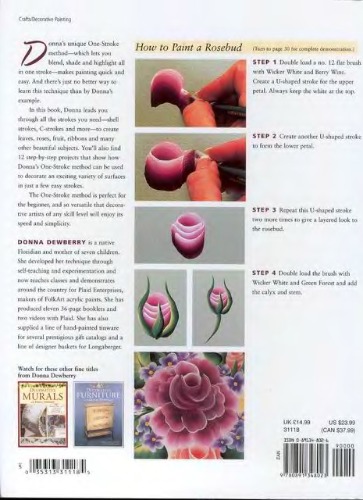 Crafts/Decorative Painting
Donna's unique One-Stroke
method—which lets you
blend, shade and highlight all
in one stroke—makes painting quick and
easy. And there's just no better way to
learn this technique than by Donna's
example.
In this book, Donna leads you
through all the strokes you need—shell
strokes, C-strokes and more—to create
leaves, roses, fruit, ribbons and many
other beautiful subjects. You'll also find
12 step-by-step projects that show how
Donna's One-Stroke method can be used
to decorate an exciting variety of surfaces
in just a few easy strokes.
The One-Stroke method is perfect for
the beginner, and so versatile that decora-
tive artists of any skill level will enjoy its
speed and simplicity.
DONNA DEWBERRY is a native
Floridian and mother of seven children.
She developed her technique through
self-teaching and experimentation and
now teaches classes and demonstrates
around the country for Plaid Enterprises,
makers of FolkArt acrylic paints. She has
produced eleven 36-page booklets and
two videos with Plaid. She has also
supplied a line of hand-painted tinware
for several prestigious gift catalogs and a
line of designer baskets for Longaberger.
Watch for these other fine titles
from Donna Dewberry
MURALS
FURNITURE
How to Paint a Rosebud
(Turn to page 30 for complete demonstration.)
STEP 1 Double load a no. 12 flat brush
with Wicker White and Berry Wine.
Create a U-shaped stroke for the upper
petal. Always keep the white at the top.
STEP 2 Create another U-shaped stroke
to form the lower petal.
STEP 3 Repeat this U-shaped stroke
two more times to give a layered look to
the rosebud.
STEP 4 Double load the brush with
Wicker White and Green Forest and add
the calyx and stem.
UK £14.99 US $23.99
31118 (CAN $37.99)
90000
EAN